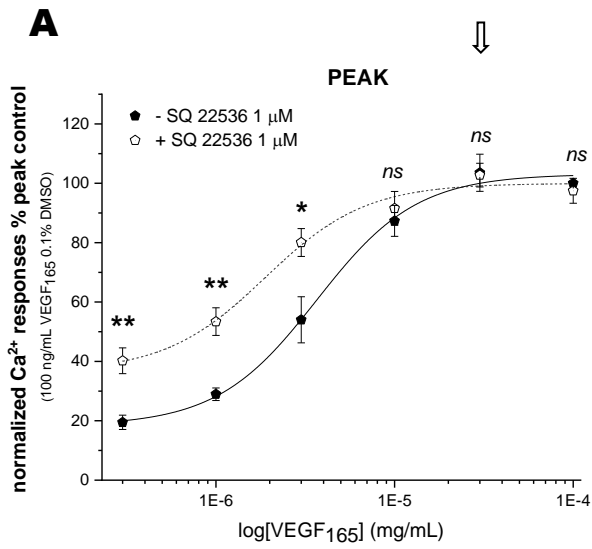 A
PEAK
- SQ 22536 1 μM
+ SQ 22536 1 μM
normalized Ca²⁺ responses % peak control
(100 ng/mL VEGF₁₆₅ 0.1% DMSO)
120
100
80
60
40
20
0
**
**
*
ns
ns
ns
1E-6
1E-5
1E-4
log[VEGF₁₆₅] (mg/mL)